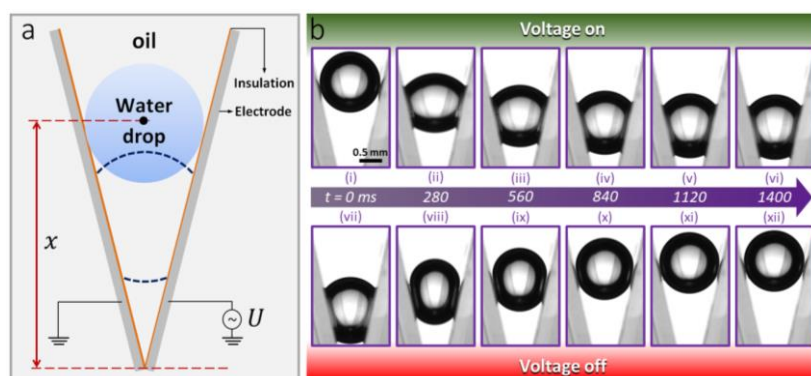 a
oil
Water
drop
Insulation
Electrode
x
U
b
Voltage on
0.5 mm
(i) (ii) (iii) (iv) (v) (vi)
t = 0 ms 280 560 840 1120 1400
(vii) (viii) (ix) (x) (xi) (xii)
Voltage off